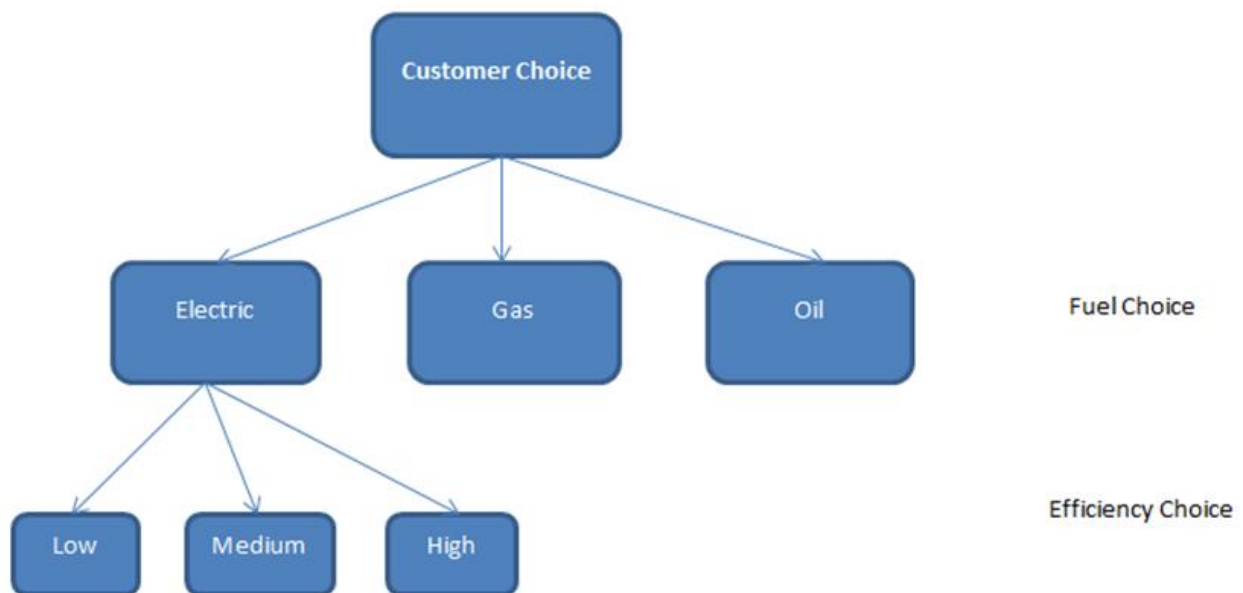 Customer Choice
Electric
Gas
Oil
Fuel Choice
Low
Medium
High
Efficiency Choice